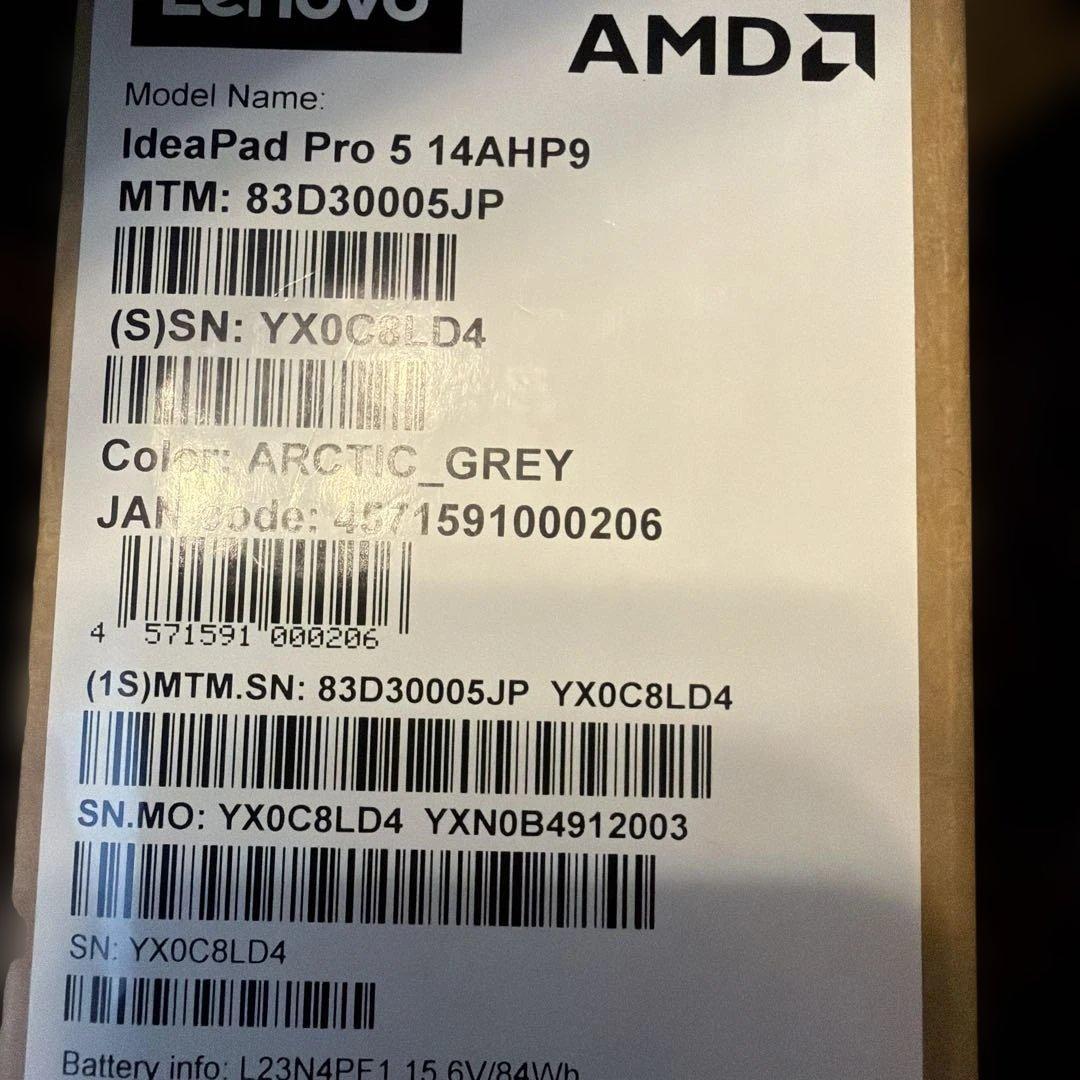 Lenovo
AMD
Model Name:
IdeaPad Pro 5 14AHP9
MTM: 83D30005JP
(S)SN: YX0C8LD4
Color: ARCTIC_GREY
JAN code: 4571591000206
4 571591 000206
(1S)MTM.SN: 83D30005JP YX0C8LD4
SN.MO: YX0C8LD4 YXN0B4912003
SN: YX0C8LD4
Battery info: L23N4PF1 15.6V/84Wh